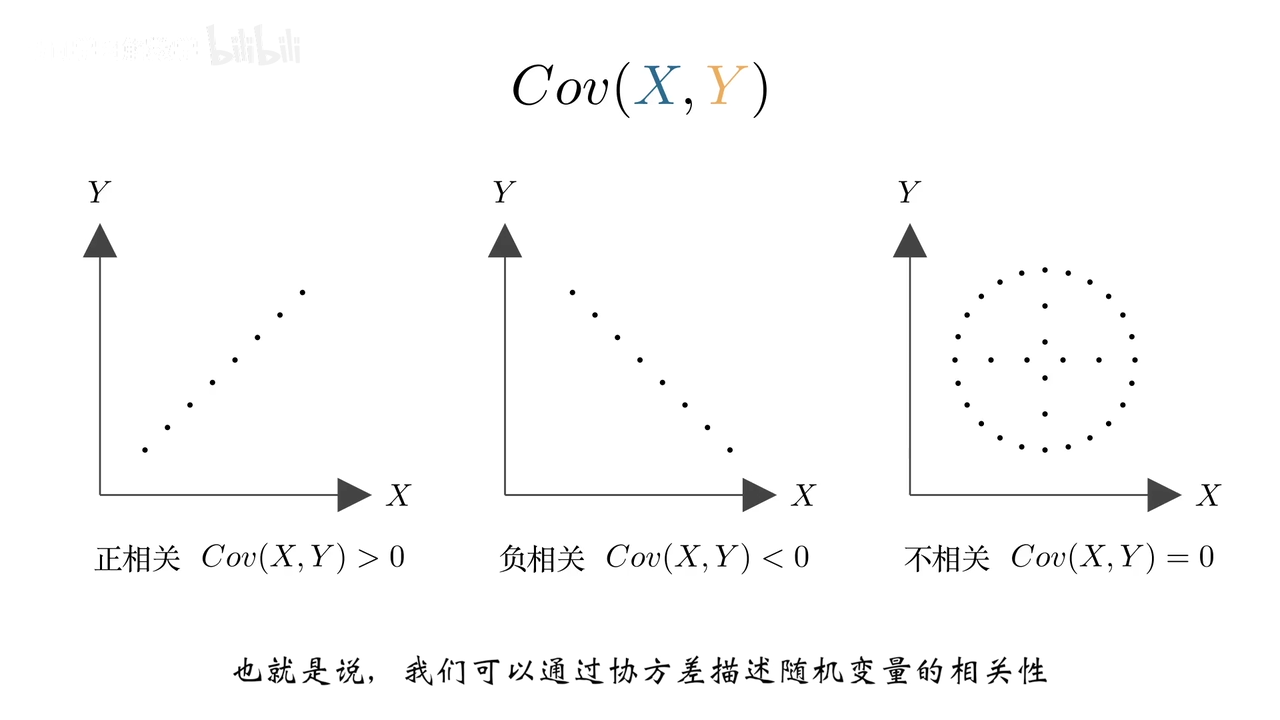 bilibili
Cov(X,Y)
Y
Y
Y
X
X
X
正相关 Cov(X,Y) > 0
负相关 Cov(X,Y) < 0
不相关 Cov(X,Y) = 0
也就是说，我们可以通过协方差描述随机变量的相关性